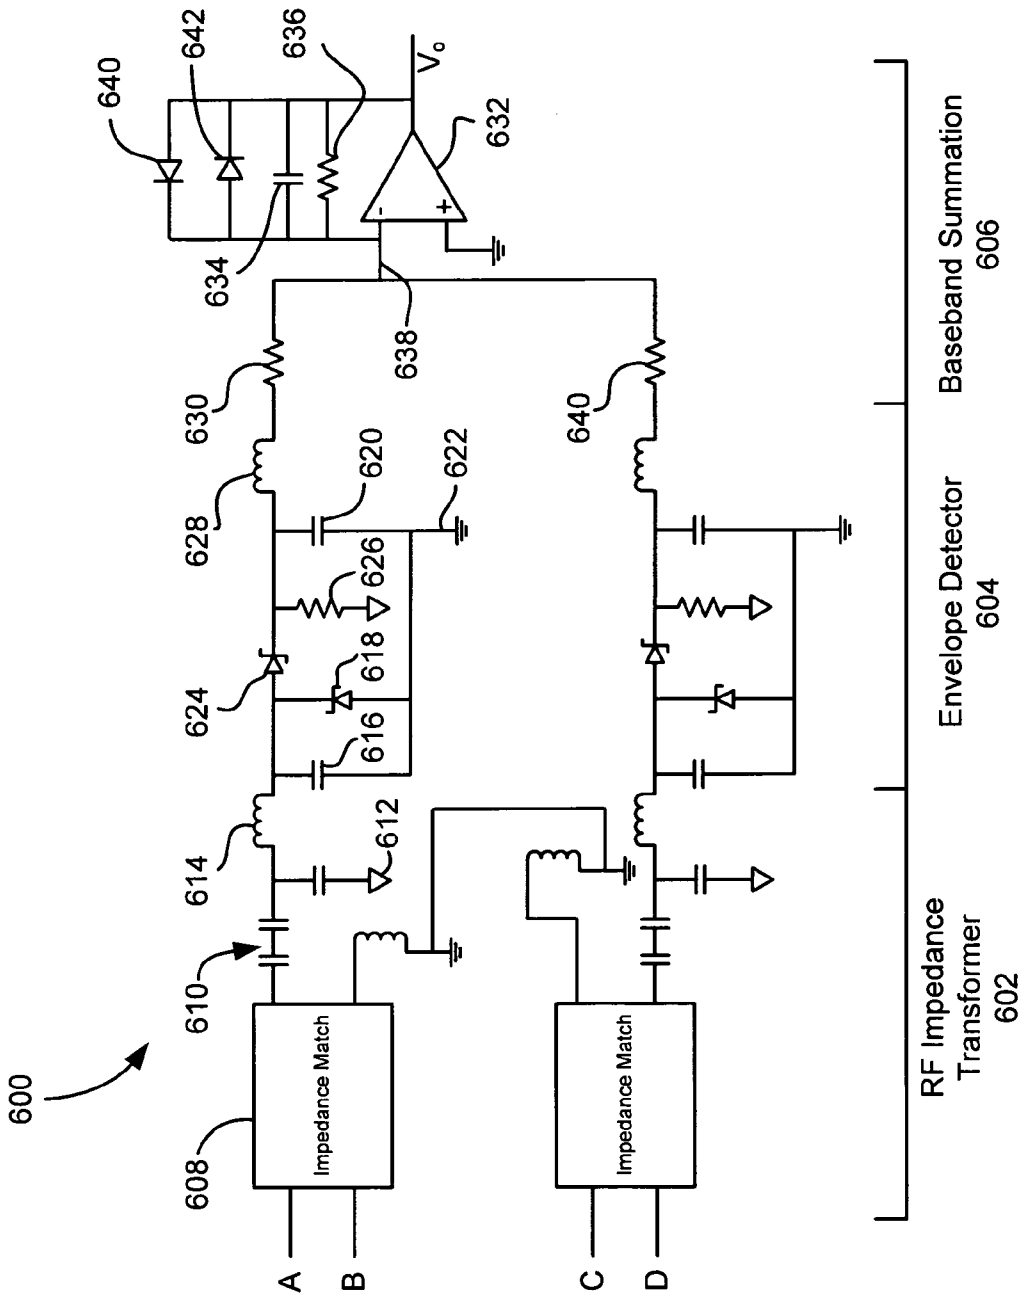 600
A
B
C
D
608
Impedance Match
Impedance Match
610
612
614
616
618
624
626
628
620
622
630
640
638
634
640
642
636
-
+
632
Vo
RF Impedance
Transformer
602
Envelope Detector
604
Baseband Summation
606